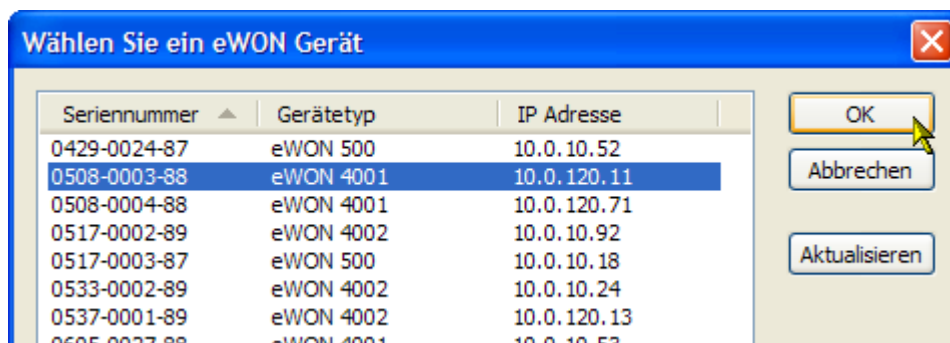 Wählen Sie ein eWON Gerät
Seriennummer Gerätetyp IP Adresse
OK
0429-0024-87 eWON 500 10.0.10.52
0508-0003-88 eWON 4001 10.0.120.11
Abbrechen
0508-0004-88 eWON 4001 10.0.120.71
0517-0002-89 eWON 4002 10.0.10.92
0517-0003-87 eWON 500 10.0.10.18
Aktualisieren
0533-0002-89 eWON 4002 10.0.10.24
0537-0001-89 eWON 4002 10.0.120.13